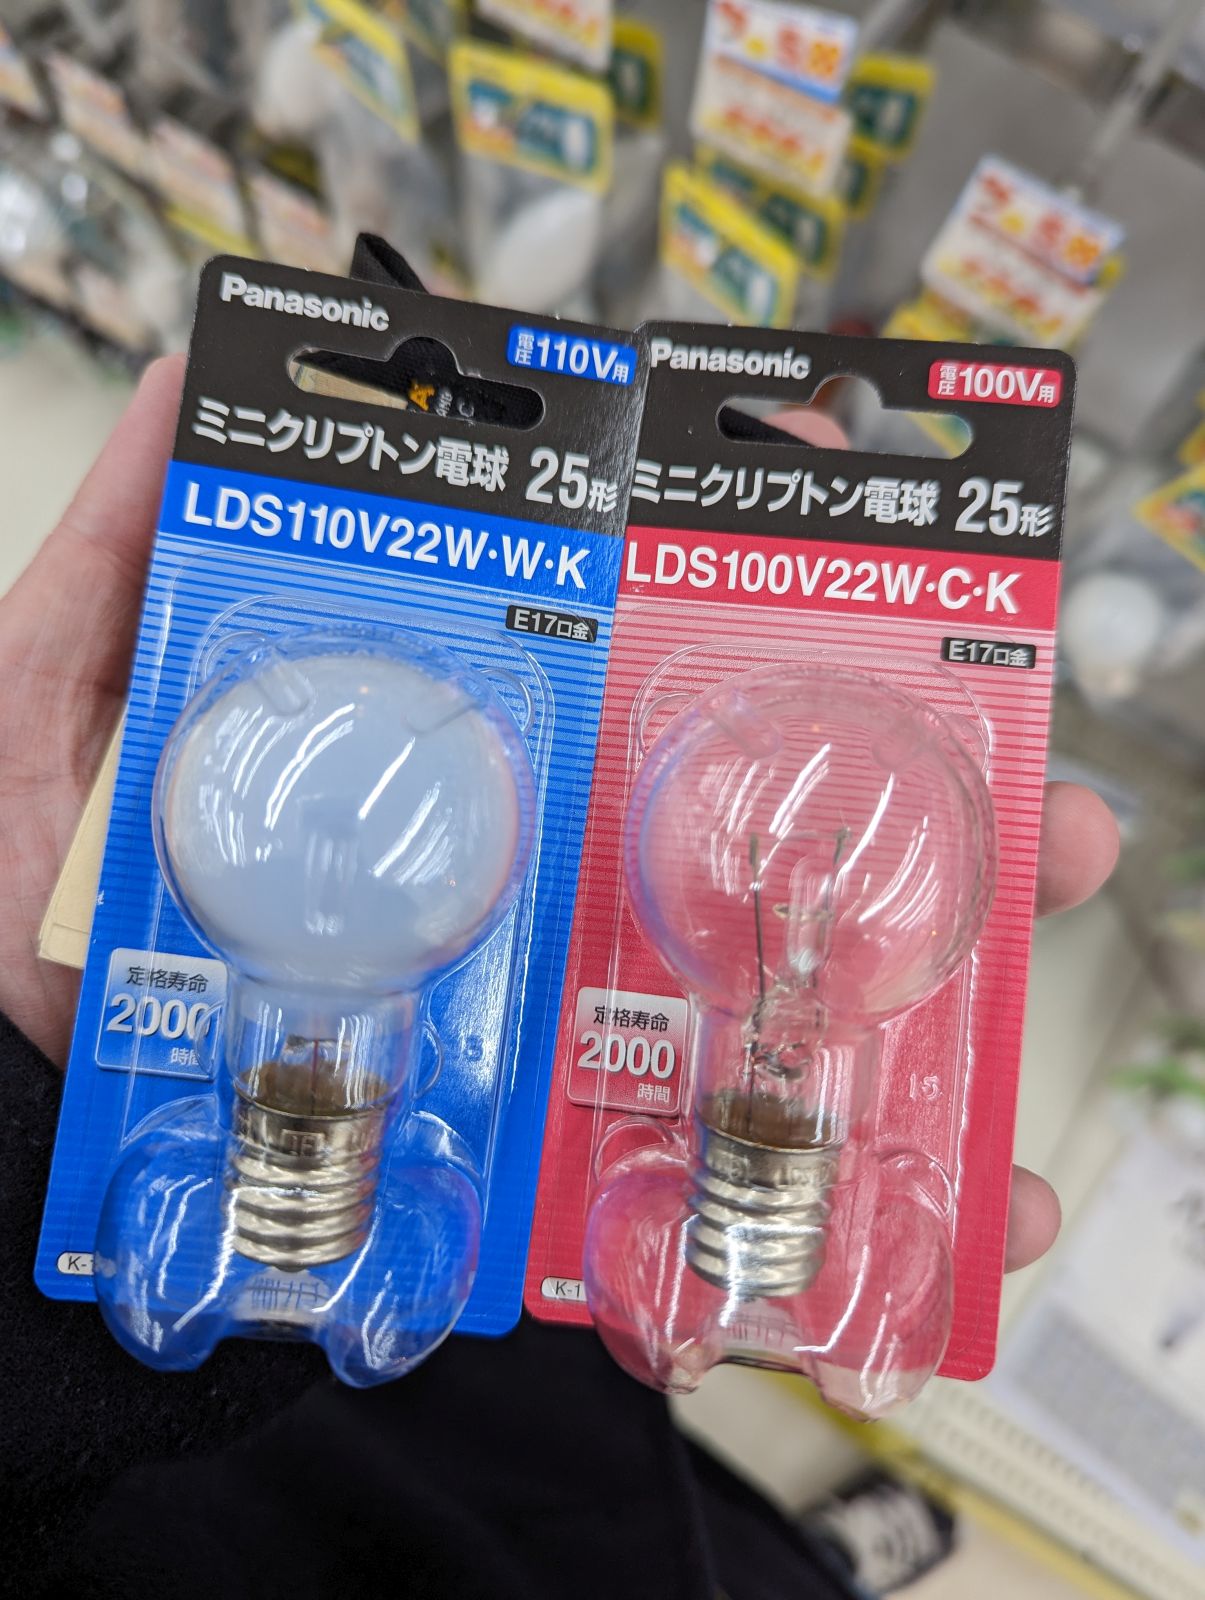 Panasonic
電圧110V用
ミニクリプトン電球 25形
LDS110V22W・W・K
E17口金
定格寿命
2000
時間
Panasonic
電圧100V用
ミニクリプトン電球 25形
LDS100V22W・C・K
E17口金
定格寿命
2000
時間
15
K-1